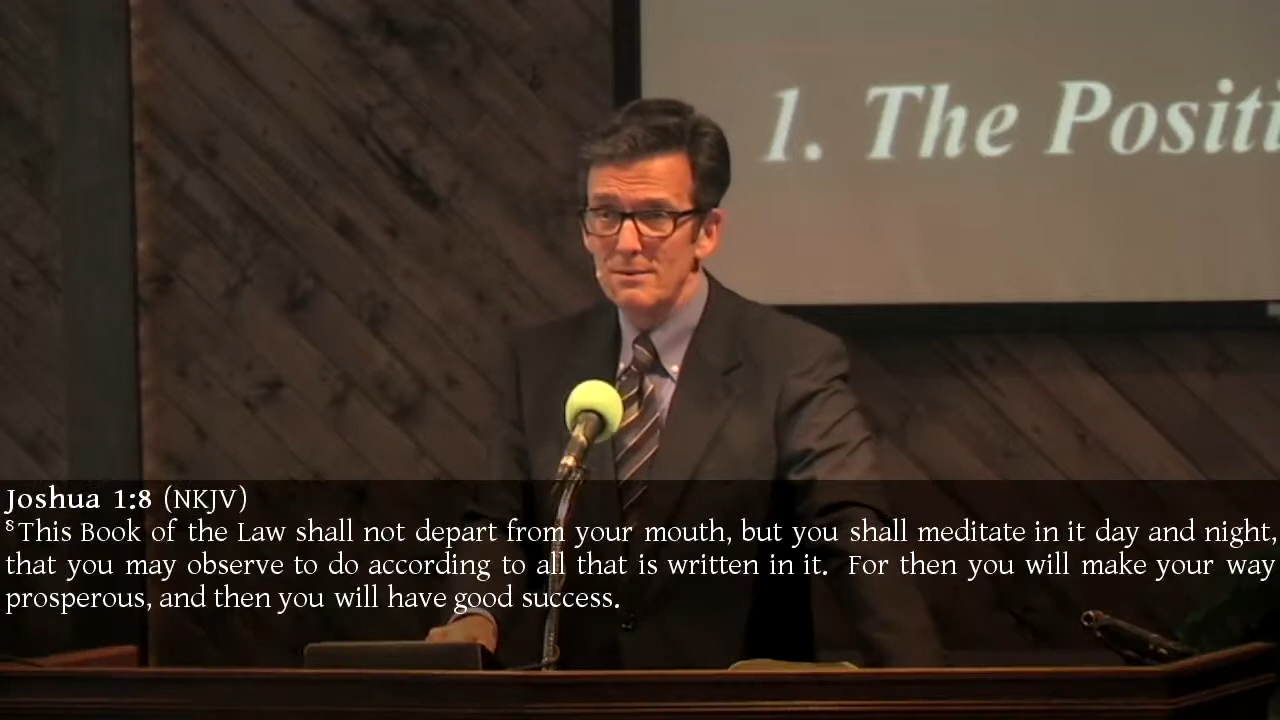 1. The Positi
Joshua 1:8 (NKJV)
⁸This Book of the Law shall not depart from your mouth, but you shall meditate in it day and night,
that you may observe to do according to all that is written in it. For then you will make your way
prosperous, and then you will have good success.